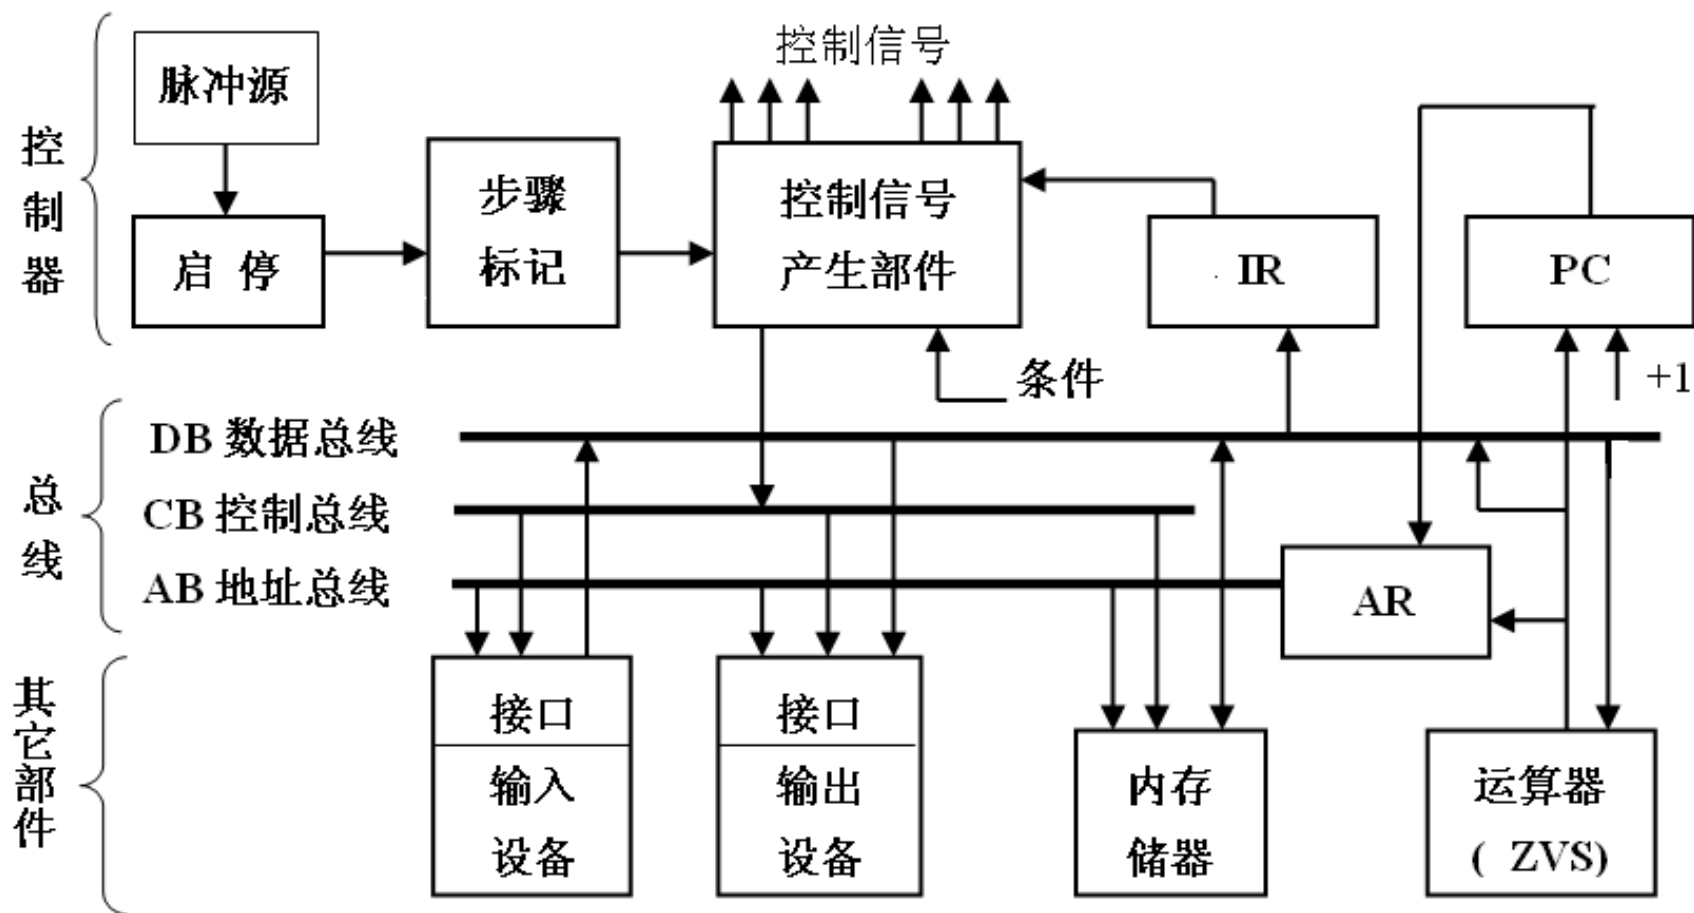 控制信号
脉冲源
控制器
步骤
标记
控制信号
产生部件
启 停
IR
PC
条件
+1
总线
DB 数据总线
CB 控制总线
AB 地址总线
AR
其它部件
接口
输入
设备
接口
输出
设备
内存
储器
运算器
( ZVS)